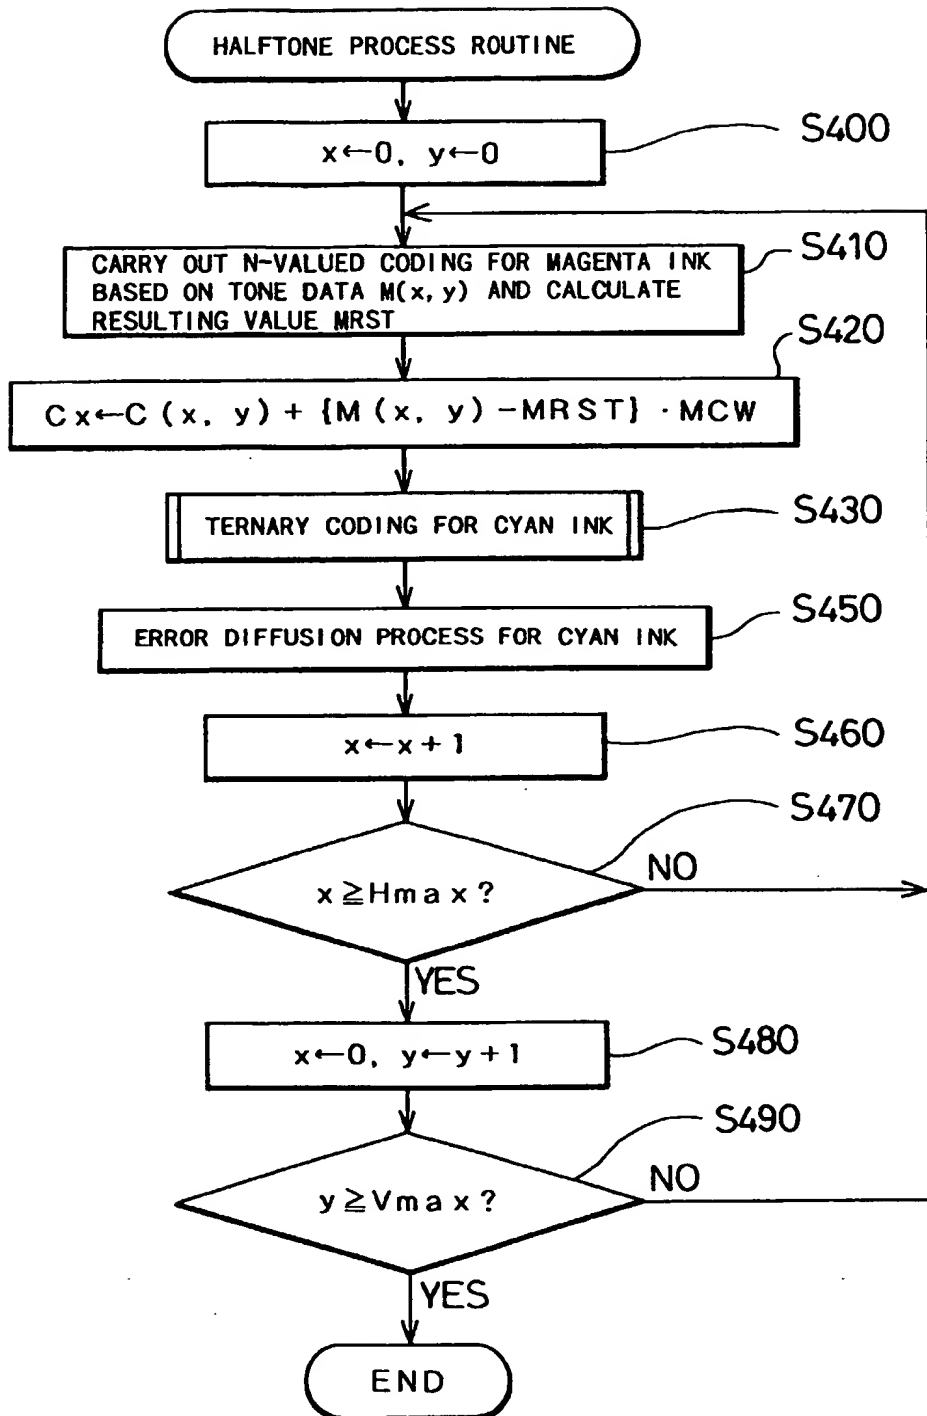 HALFTONE PROCESS ROUTINE
S400
x←0, y←0
S410
CARRY OUT N-VALUED CODING FOR MAGENTA INK
BASED ON TONE DATA M(x, y) AND CALCULATE
RESULTING VALUE MRST
S420
Cx←C (x, y) + {M (x, y) -MRST} · MCW
S430
TERNARY CODING FOR CYAN INK
S450
ERROR DIFFUSION PROCESS FOR CYAN INK
S460
x←x+1
S470
x≧Hmax?
NO
YES
S480
x←0, y←y+1
S490
y≧Vmax?
NO
YES
END